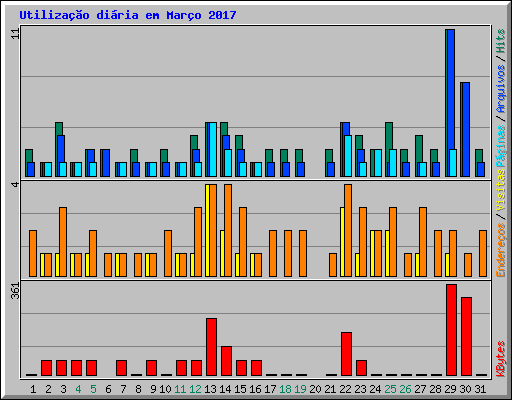 Utilização diária em Março 2017
11
4
361
Endereços / Visitas Páginas / Arquivos / Hits
KBytes
1 2 3 4 5 6 7 8 9 10 11 12 13 14 15 16 17 18 19 20 21 22 23 24 25 26 27 28 29 30 31